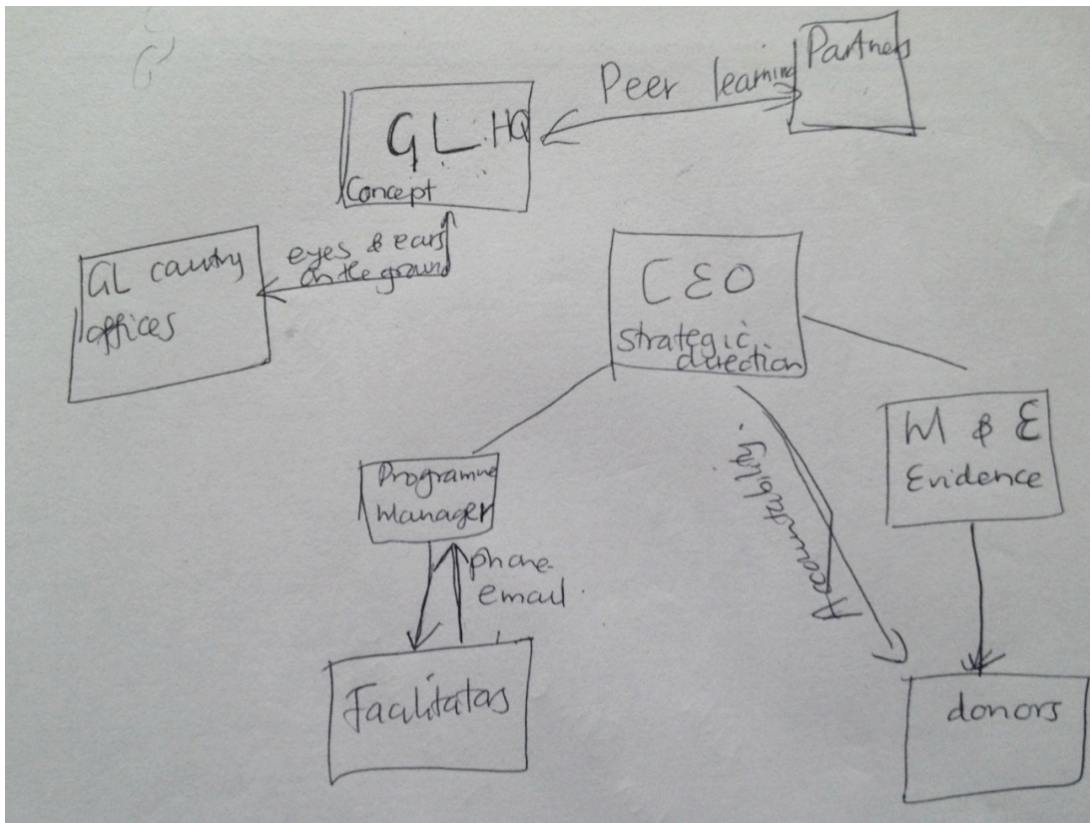 Partners
Peer learning
GL HQ
Concept
eyes & ears
on the ground
GL country
offices
CEO
Strategic
direction
M & E
Evidence
Accountability.
Programme
Manager
phone
email
Facilitators
donors